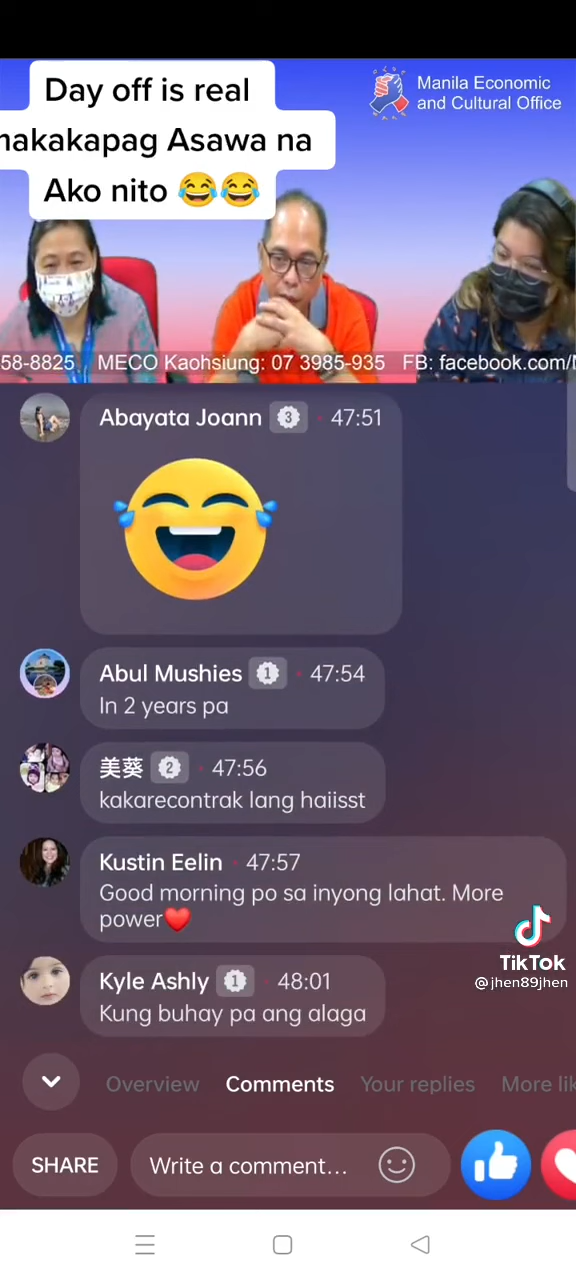 Day off is real
makakapag Asawa na
Ako nito 😂😂
Manila Economic
and Cultural Office
58-8825 MECO Kaohsiung: 07 3985-935 FB: facebook.com/
Abayata Joann 3 47:51
Abul Mushies 1 47:54
In 2 years pa
美葵 2 47:56
kakarecontrak lang haiisst
Kustin Eelin 47:57
Good morning po sa inyong lahat. More
power❤️
TikTok
@jhen89jhen
Kyle Ashly 1 48:01
Kung buhay pa ang alaga
Overview Comments Your replies More lik
SHARE Write a comment...